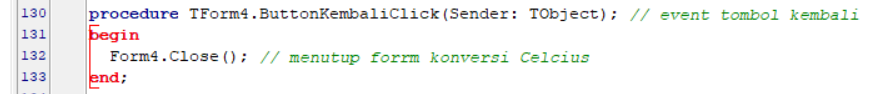 130 procedure TForm4.ButtonKembaliClick(Sender: TObject); // event tombol kembali
131 begin
132 Form4.Close(); // menutup forrm konversi Celcius
133 end;